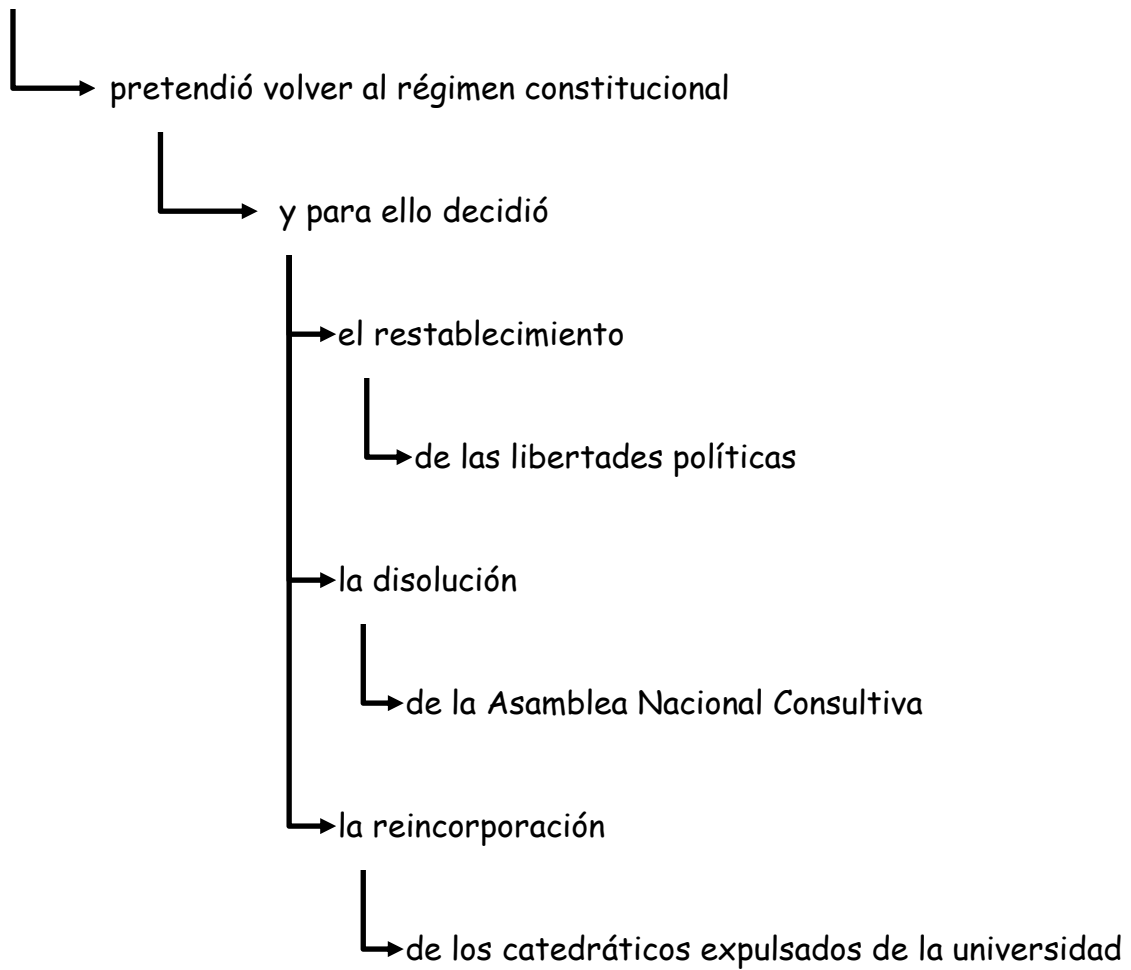 pretendió volver al régimen constitucional
y para ello decidió
el restablecimiento
de las libertades políticas
la disolución
de la Asamblea Nacional Consultiva
la reincorporación
de los catedráticos expulsados de la universidad